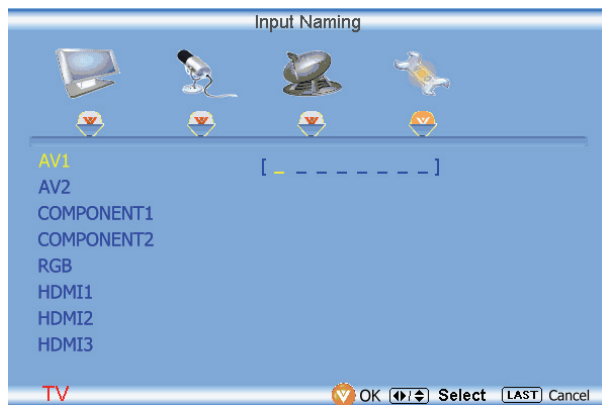 Input Naming
AV1 [ _ _ _ _ _ _ _ _ ]
AV2
COMPONENT1
COMPONENT2
RGB
HDMI1
HDMI2
HDMI3
TV OK Select LAST Cancel